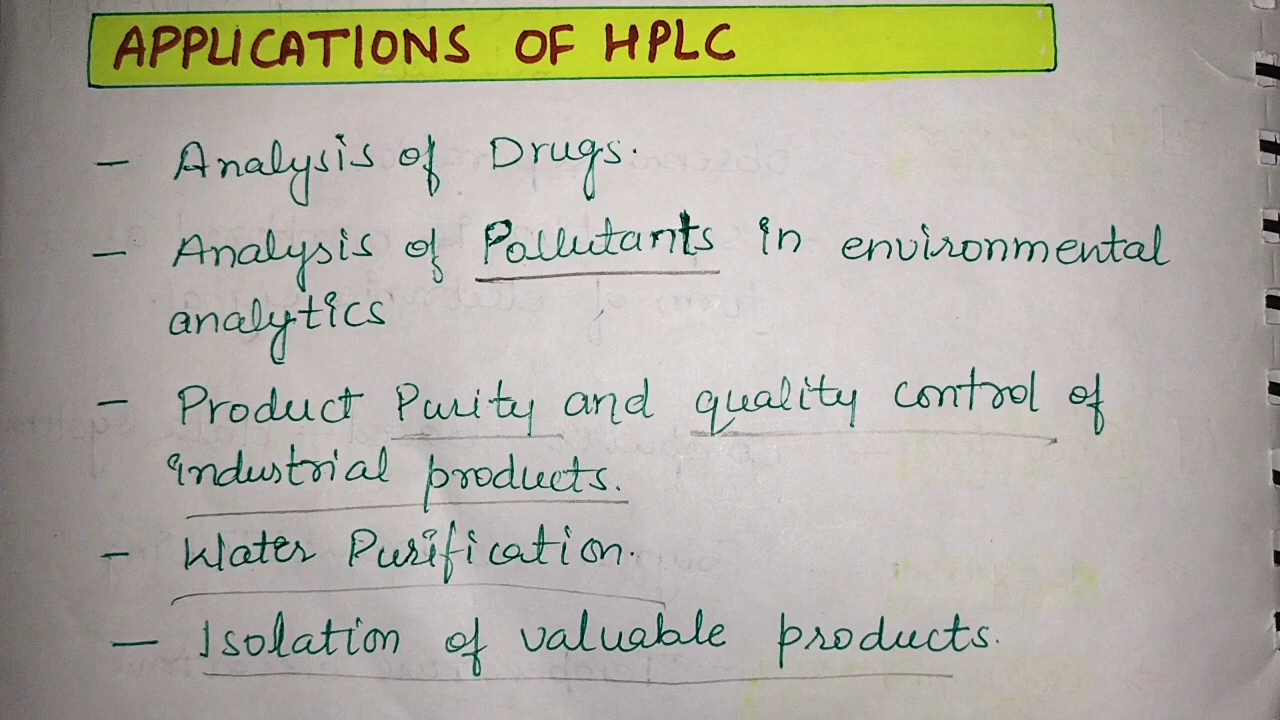 APPLICATIONS OF HPLC
- Analysis of Drugs.
- Analysis of Pollutants in environmental
analytics
- Product Purity and quality control of
industrial products.
- Water Purification.
- Isolation of valuable products.